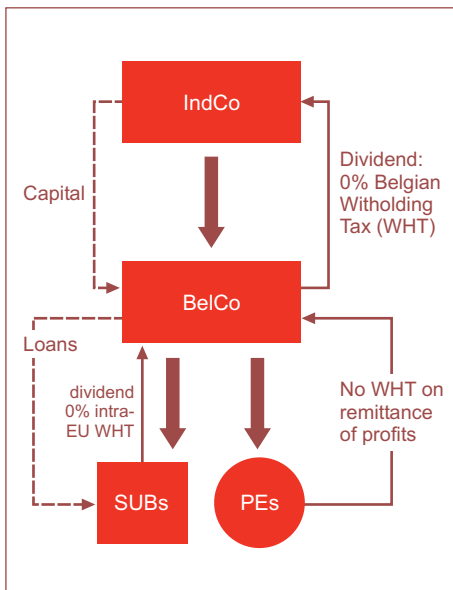 IndCo
Capital
Dividend:
0% Belgian
Witholding
Tax (WHT)
BelCo
Loans
dividend
0% intra-
EU WHT
No WHT on
remittance
of profits
SUBs
PEs